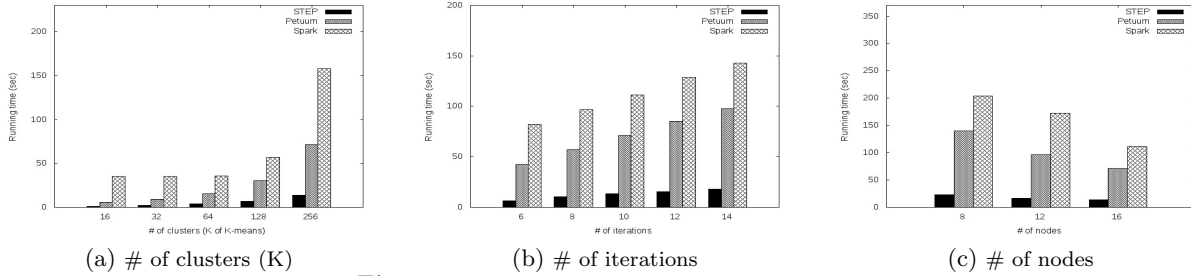 STEP
Petuum
Spark
200
150
100
50
0
Running time (sec)
16 32 64 128 256
# of clusters (K of K-means)
(a) # of clusters (K)
STEP
Petuum
Spark
200
150
100
50
0
Running time (sec)
6 8 10 12 14
# of iterations
(b) # of iterations
STEP
Petuum
Spark
350
300
250
200
150
100
50
0
Running time (sec)
8 12 16
# of nodes
(c) # of nodes